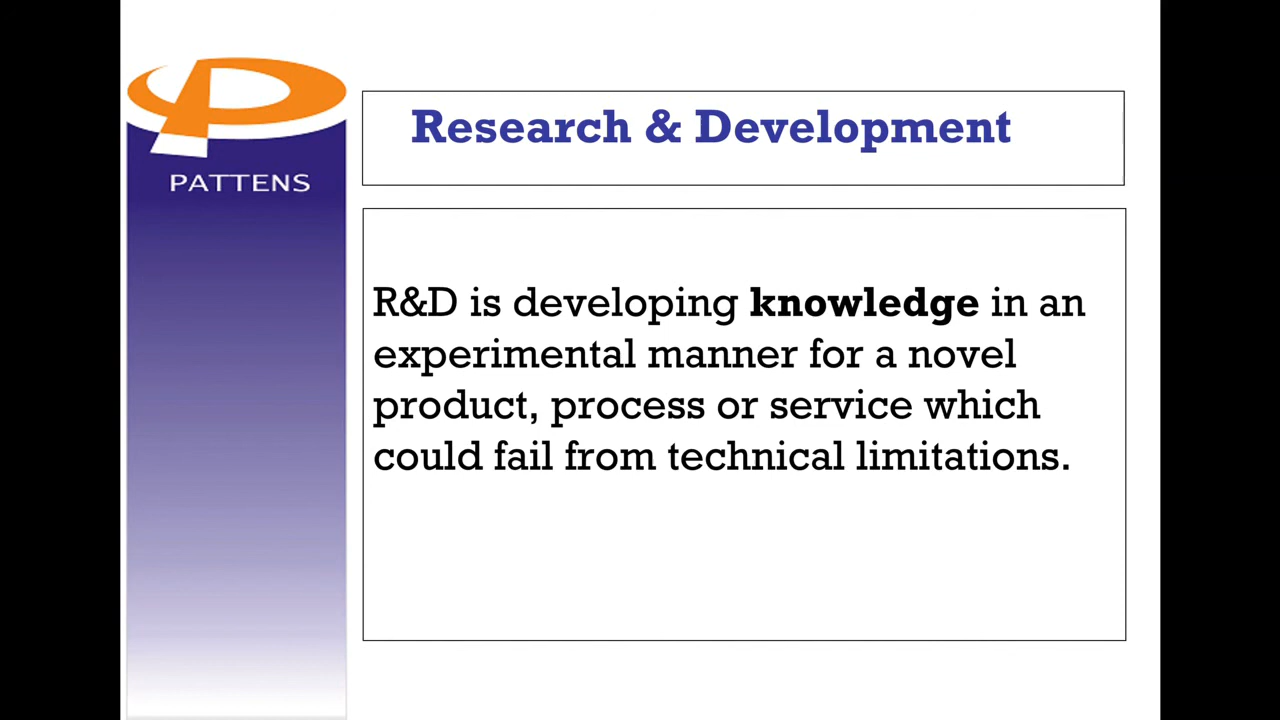 PATTENS
Research & Development
R&D is developing knowledge in an
experimental manner for a novel
product, process or service which
could fail from technical limitations.